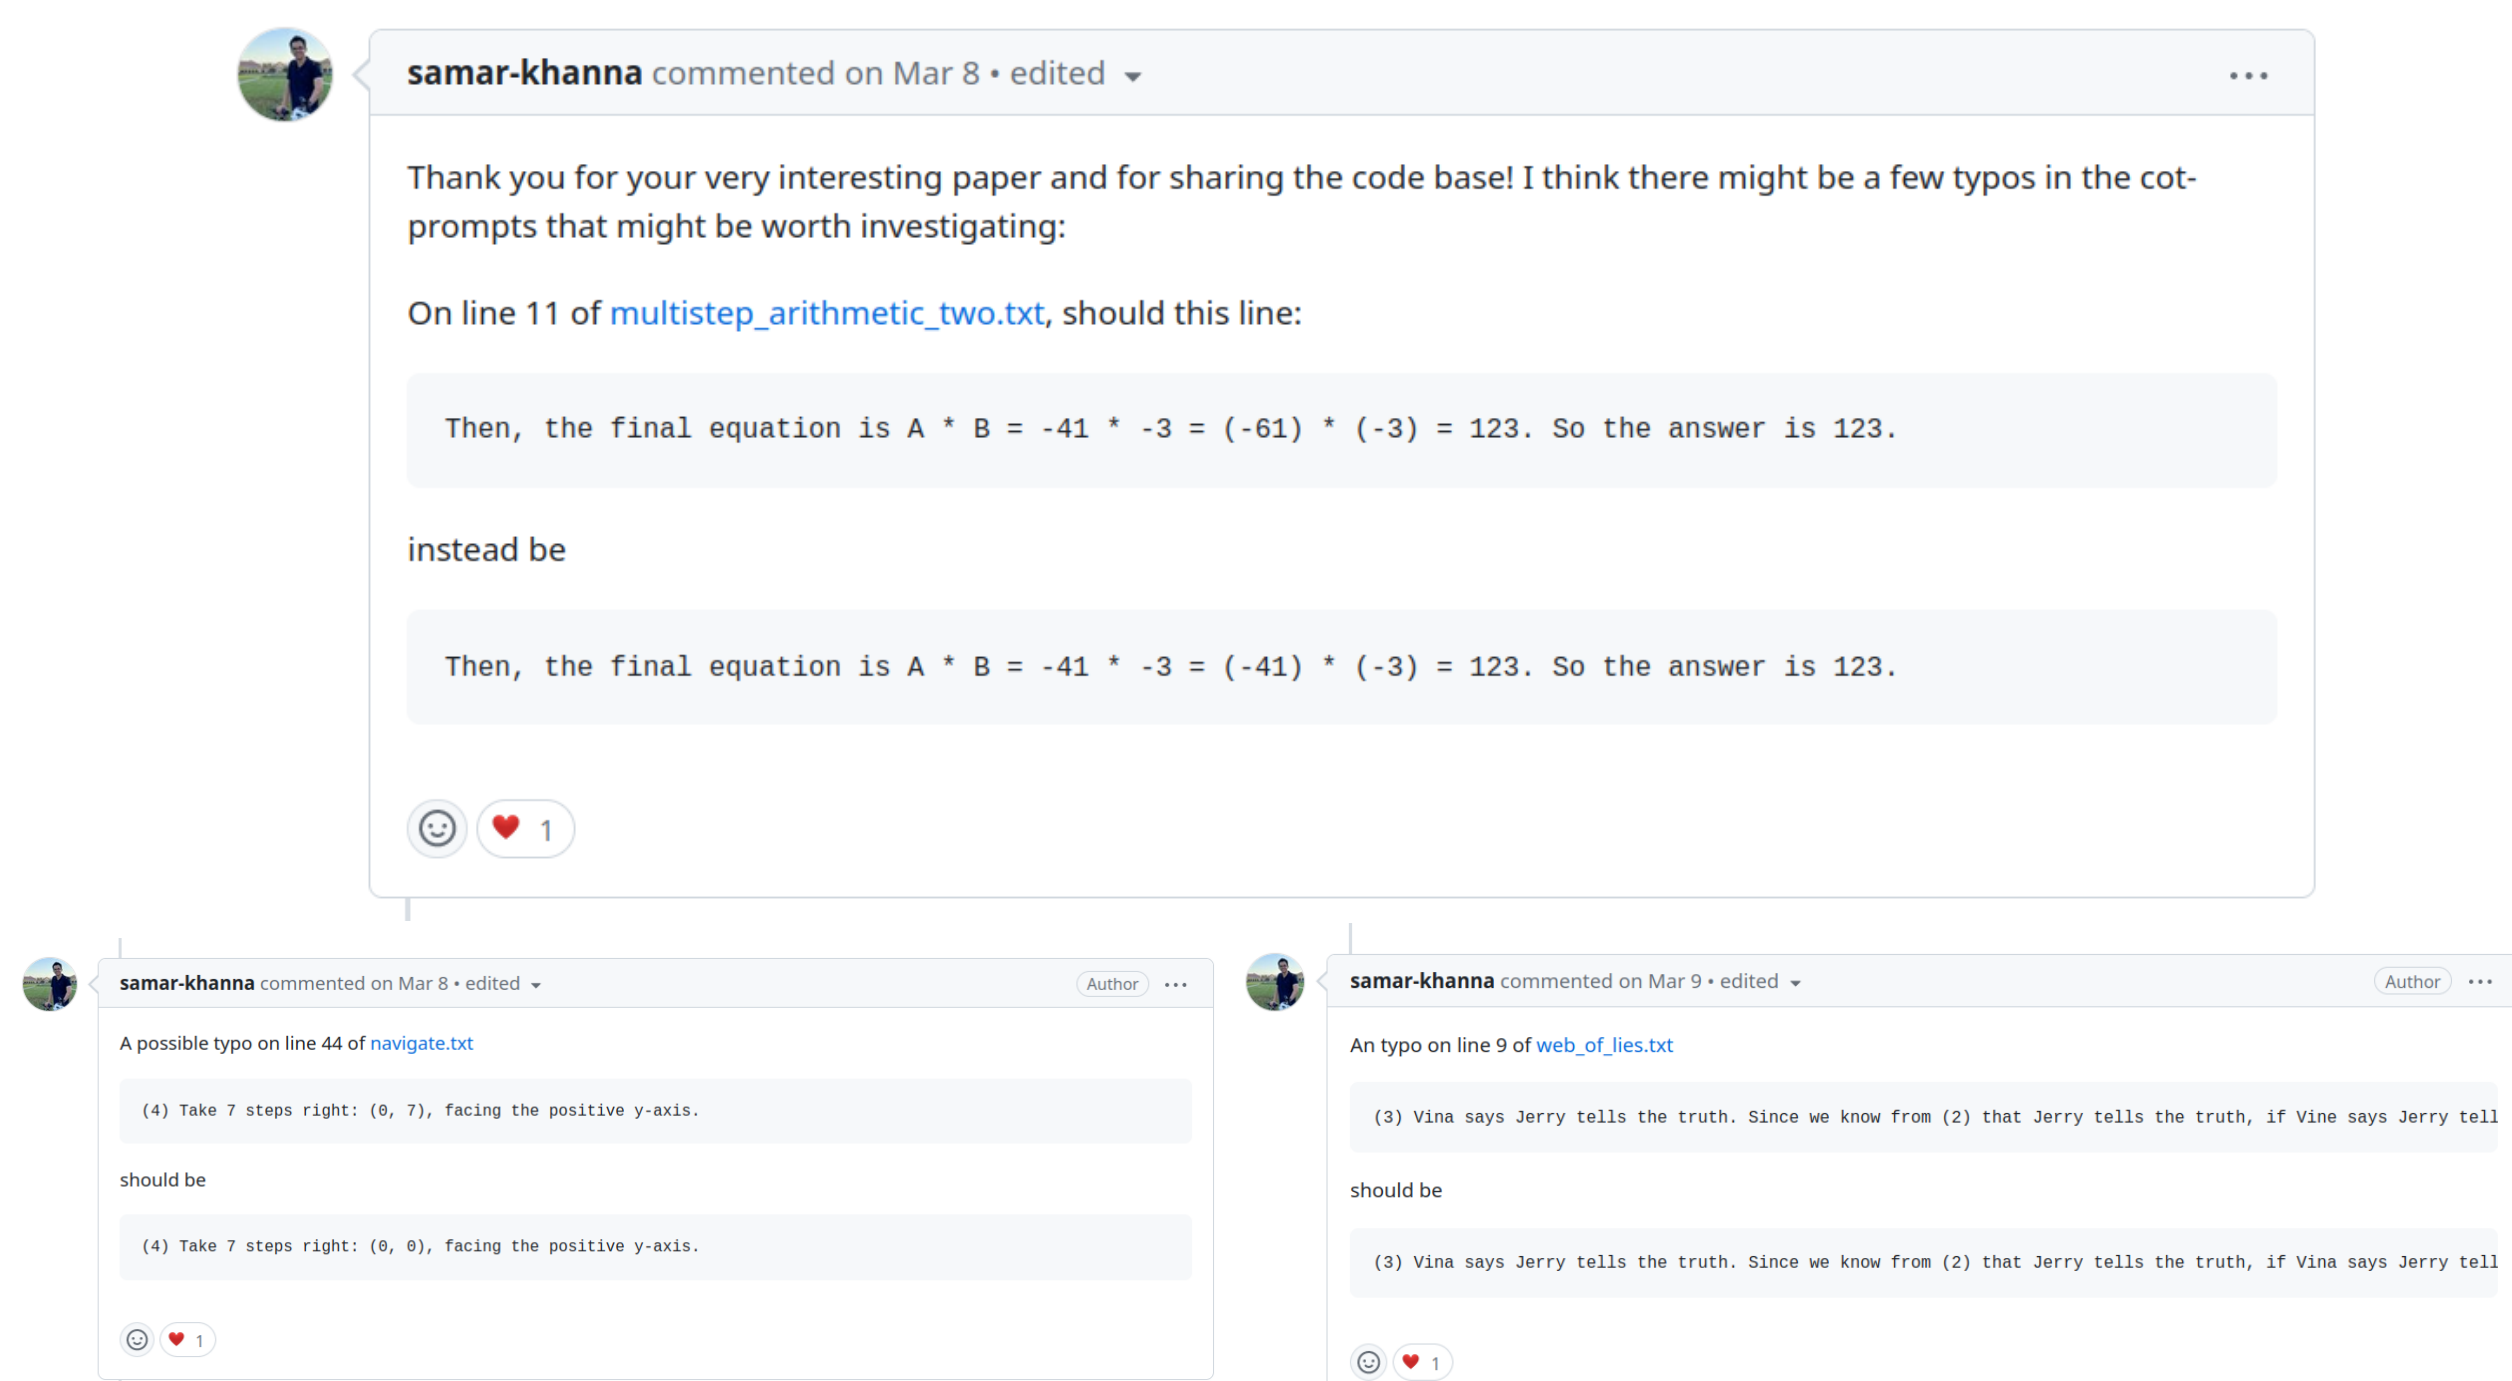 samar-khanna commented on Mar 8 • edited
Thank you for your very interesting paper and for sharing the code base! I think there might be a few typos in the cot-
prompts that might be worth investigating:
On line 11 of multistep_arithmetic_two.txt, should this line:
Then, the final equation is A * B = -41 * -3 = (-61) * (-3) = 123. So the answer is 123.
instead be
Then, the final equation is A * B = -41 * -3 = (-41) * (-3) = 123. So the answer is 123.
1
samar-khanna commented on Mar 8 • edited
Author
A possible typo on line 44 of navigate.txt
(4) Take 7 steps right: (0, 7), facing the positive y-axis.
should be
(4) Take 7 steps right: (0, 0), facing the positive y-axis.
1
samar-khanna commented on Mar 9 • edited
Author
An typo on line 9 of web_of_lies.txt
(3) Vina says Jerry tells the truth. Since we know from (2) that Jerry tells the truth, if Vine says Jerry tell
should be
(3) Vina says Jerry tells the truth. Since we know from (2) that Jerry tells the truth, if Vina says Jerry tell
1